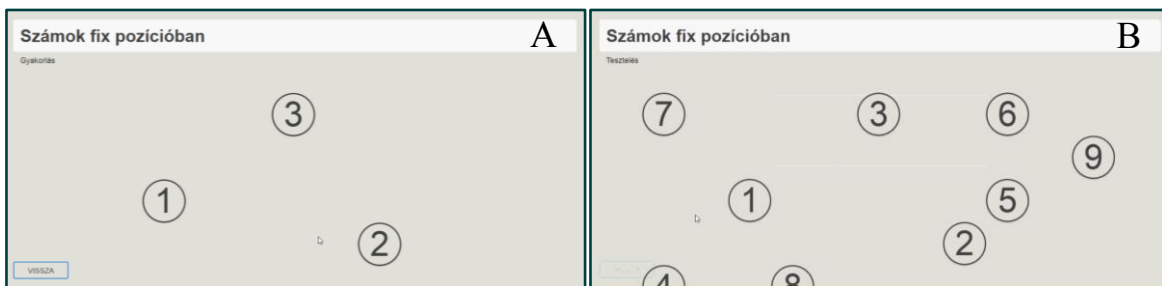 Számok fix pozícióban A
Gyakorlás
3
1
2
VISSZA
Számok fix pozícióban B
Tesztelés
7 3 6
9
1 5
2
4 8